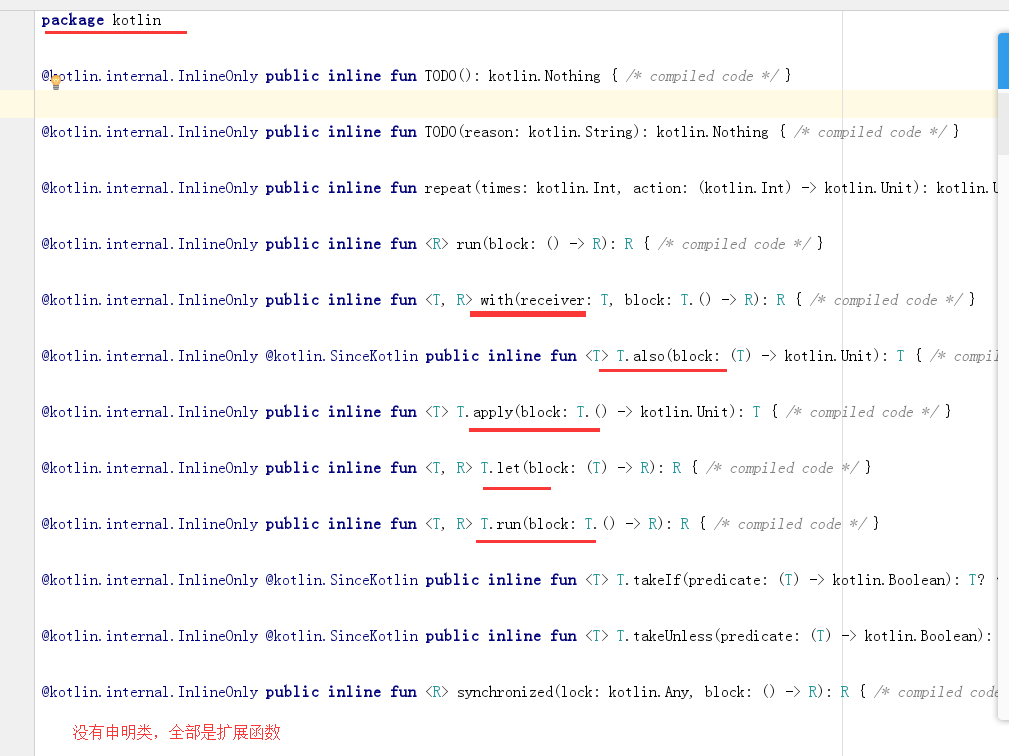 package kotlin
@kotlin.internal.InlineOnly public inline fun TODO(): kotlin.Nothing { /* compiled code */ }
@kotlin.internal.InlineOnly public inline fun TODO(reason: kotlin.String): kotlin.Nothing { /* compiled code */ }
@kotlin.internal.InlineOnly public inline fun repeat(times: kotlin.Int, action: (kotlin.Int) -> kotlin.Unit): kotlin.U
@kotlin.internal.InlineOnly public inline fun <R> run(block: () -> R): R { /* compiled code */ }
@kotlin.internal.InlineOnly public inline fun <T, R> with(receiver: T, block: T.() -> R): R { /* compiled code */ }
@kotlin.internal.InlineOnly @kotlin.SinceKotlin public inline fun <T> T.also(block: (T) -> kotlin.Unit): T { /* compil
@kotlin.internal.InlineOnly public inline fun <T> T.apply(block: T.() -> kotlin.Unit): T { /* compiled code */ }
@kotlin.internal.InlineOnly public inline fun <T, R> T.let(block: (T) -> R): R { /* compiled code */ }
@kotlin.internal.InlineOnly public inline fun <T, R> T.run(block: T.() -> R): R { /* compiled code */ }
@kotlin.internal.InlineOnly @kotlin.SinceKotlin public inline fun <T> T.takeIf(predicate: (T) -> kotlin.Boolean): T?
@kotlin.internal.InlineOnly @kotlin.SinceKotlin public inline fun <T> T.takeUnless(predicate: (T) -> kotlin.Boolean):
@kotlin.internal.InlineOnly public inline fun <R> synchronized(lock: kotlin.Any, block: () -> R): R { /* compiled code
没有申明类，全部是扩展函数